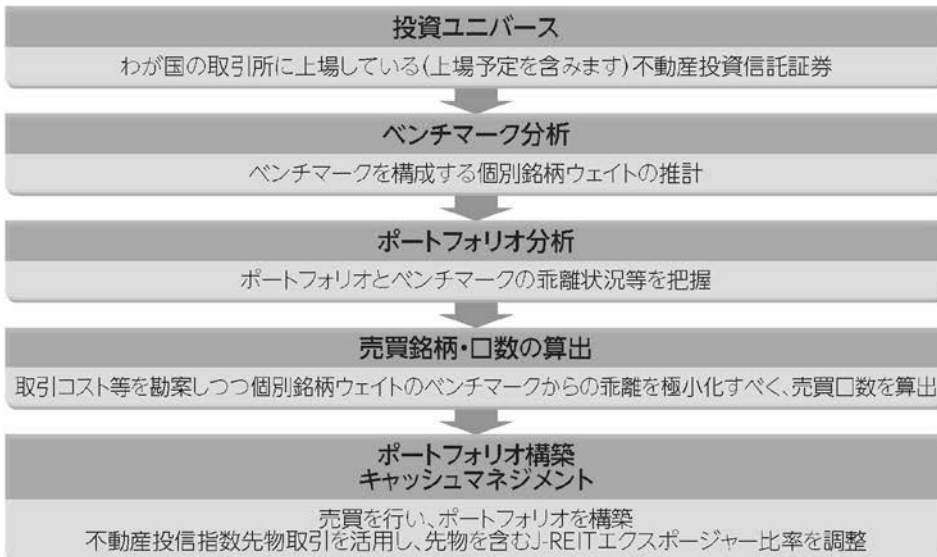 投資ユニバース
わが国の取引所に上場している(上場予定を含みます)不動産投資信託証券
ベンチマーク分析
ベンチマークを構成する個別銘柄ウェイトの推計
ポートフォリオ分析
ポートフォリオとベンチマークの乖離状況等を把握
売買銘柄・口数の算出
取引コスト等を勘案しつつ個別銘柄ウェイトのベンチマークからの乖離を極小化すべく、売買口数を算出
ポートフォリオ構築
キャッシュマネジメント
売買を行い、ポートフォリオを構築
不動産投信指数先物取引を活用し、先物を含むJ-REITエクスポージャー比率を調整